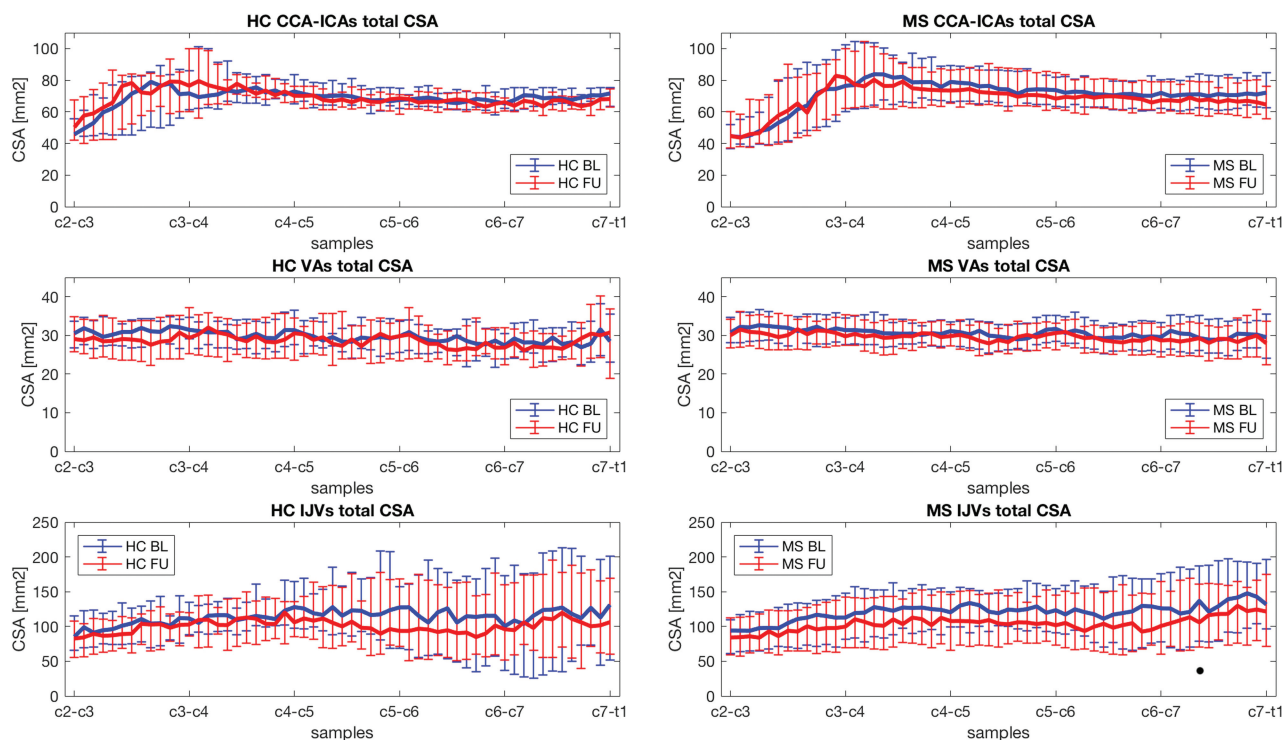 HC CCA-ICAs total CSA
CSA [mm2]
100
80
60
40
20
0
HC BL
HC FU
c2-c3 c3-c4 c4-c5 c5-c6 c6-c7 c7-t1
samples
MS CCA-ICAs total CSA
CSA [mm2]
100
80
60
40
20
0
MS BL
MS FU
c2-c3 c3-c4 c4-c5 c5-c6 c6-c7 c7-t1
samples
HC VAs total CSA
CSA [mm2]
40
30
20
10
0
HC BL
HC FU
c2-c3 c3-c4 c4-c5 c5-c6 c6-c7 c7-t1
samples
MS VAs total CSA
CSA [mm2]
40
30
20
10
0
MS BL
MS FU
c2-c3 c3-c4 c4-c5 c5-c6 c6-c7 c7-t1
samples
HC IJVs total CSA
CSA [mm2]
250
200
150
100
50
0
HC BL
HC FU
c2-c3 c3-c4 c4-c5 c5-c6 c6-c7 c7-t1
samples
MS IJVs total CSA
CSA [mm2]
250
200
150
100
50
0
MS BL
MS FU
c2-c3 c3-c4 c4-c5 c5-c6 c6-c7 c7-t1
samples